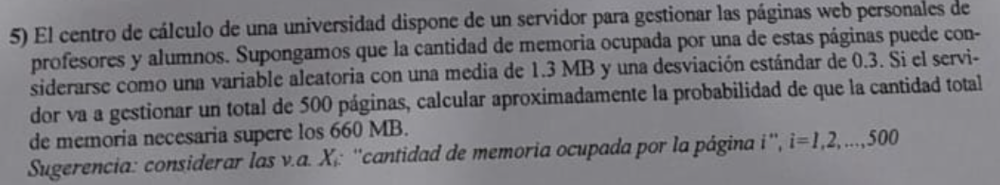 5) El centro de cálculo de una universidad dispone de un servidor para gestionar las páginas web personales de
profesores y alumnos. Supongamos que la cantidad de memoria ocupada por una de estas páginas puede con-
siderarse como una variable aleatoria con una media de 1.3 MB y una desviación estándar de 0.3. Si el servi-
dor va a gestionar un total de 500 páginas, calcular aproximadamente la probabilidad de que la cantidad total
de memoria necesaria supere los 660 MB.
Sugerencia: considerar las v.a. Xᵢ: "cantidad de memoria ocupada por la página i", i=1,2,...,500